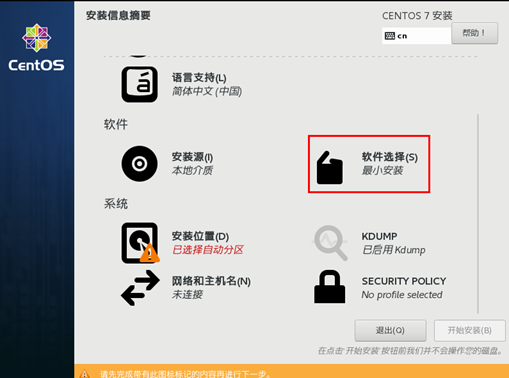 安装信息摘要
CENTOS 7 安装
cn
帮助！
CentOS
语言支持(L)
简体中文 (中国)
软件
安装源(I)
本地介质
软件选择(S)
最小安装
系统
安装位置(D)
已选择自动分区
KDUMP
已启用 Kdump
网络和主机名(N)
未连接
SECURITY POLICY
No profile selected
退出(Q)
开始安装(B)
在点击'开始安装'按钮前我们并不会操作您的磁盘。
请先完成带有此图标标记的内容再进行下一步。